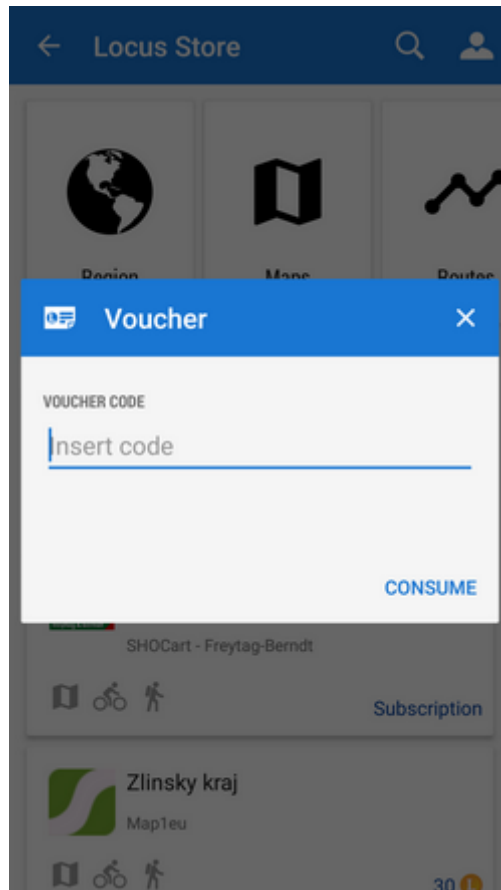 Locus Store
Region Maps Routes
Voucher
VOUCHER CODE
Insert code
CONSUME
SHOCart - Freytag-Berndt
Subscription
Zlinsky kraj
Map1eu
30